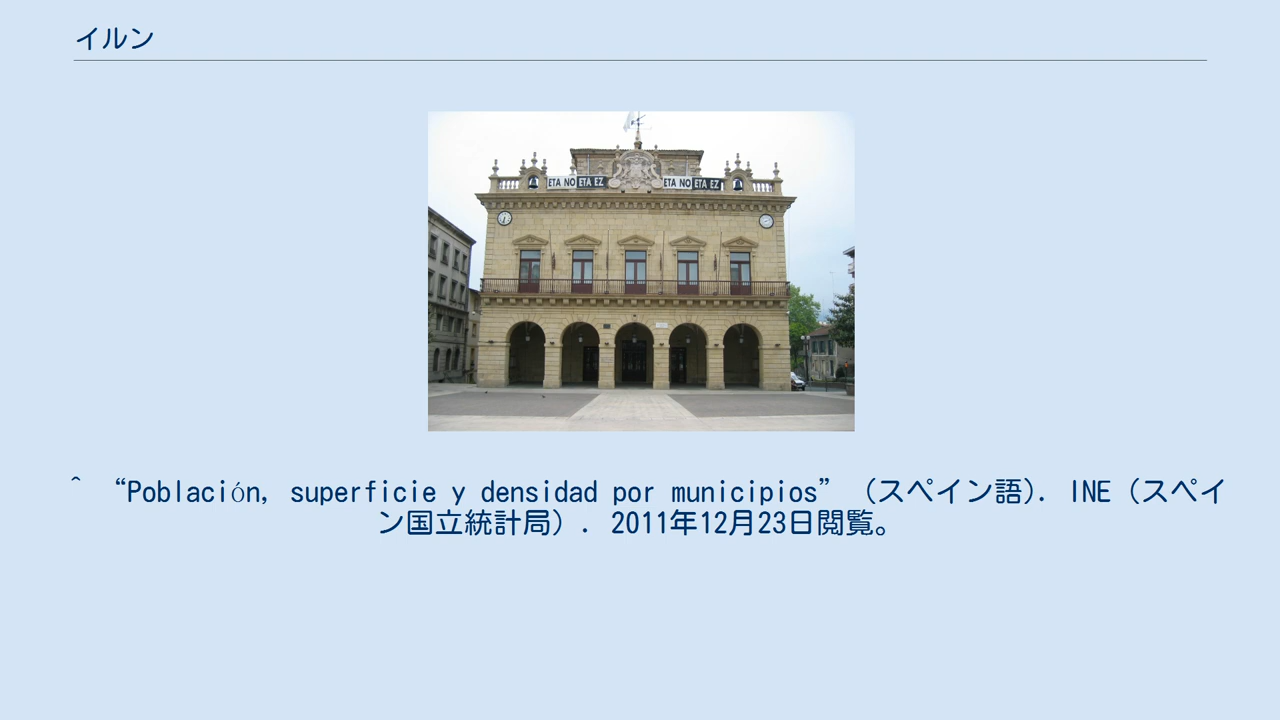 イルン
ETA NO ETA EZ ETA NO ETA EZ
^ “Población, superficie y densidad por municipios” (スペイン語). INE (スペイ
ン国立統計局). 2011年12月23日閲覧。